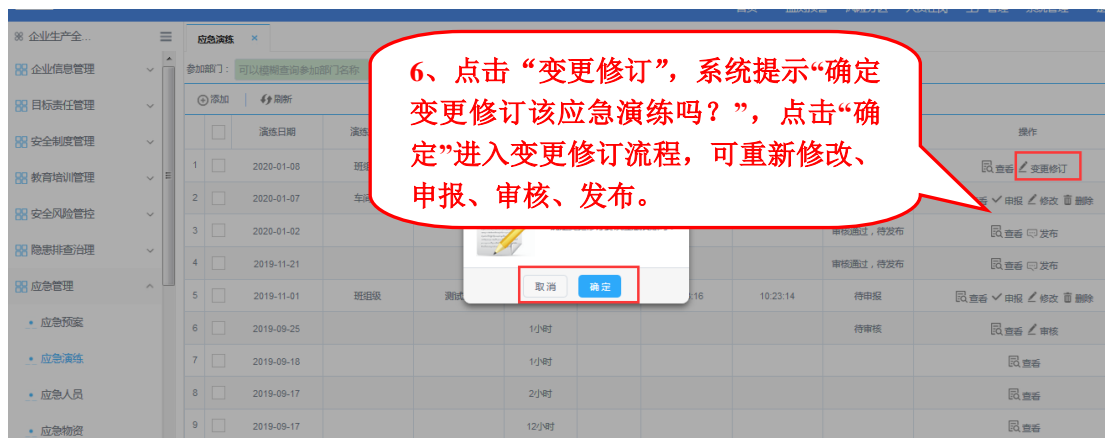 企业生产全...
应急演练 ×
企业信息管理
参加部门： 可以模糊查询参加部门名称
目标责任管理
添加 刷新
安全制度管理
演练日期 操作
教育培训管理
1 2020-01-08 查看 变更修订
2 2020-01-07 申报 修改 删除
安全风险管控
3 2020-01-02 审核通过，待发布 查看 发布
隐患排查治理
4 2019-11-21 审核通过，待发布 查看 发布
应急管理
5 2019-11-01 班组级 测试 :16 10:23:14 待申报 查看 申报 修改 删除
应急预案
6 2019-09-25 1小时 待审核 查看 审核
应急演练
7 2019-09-18 1小时 查看
应急人员
8 2019-09-17 2小时 查看
应急物资
9 2019-09-17 12小时 查看
6、点击“变更修订”，系统提示“确定
变更修订该应急演练吗？”，点击“确
定”进入变更修订流程，可重新修改、
申报、审核、发布。
取消 确定